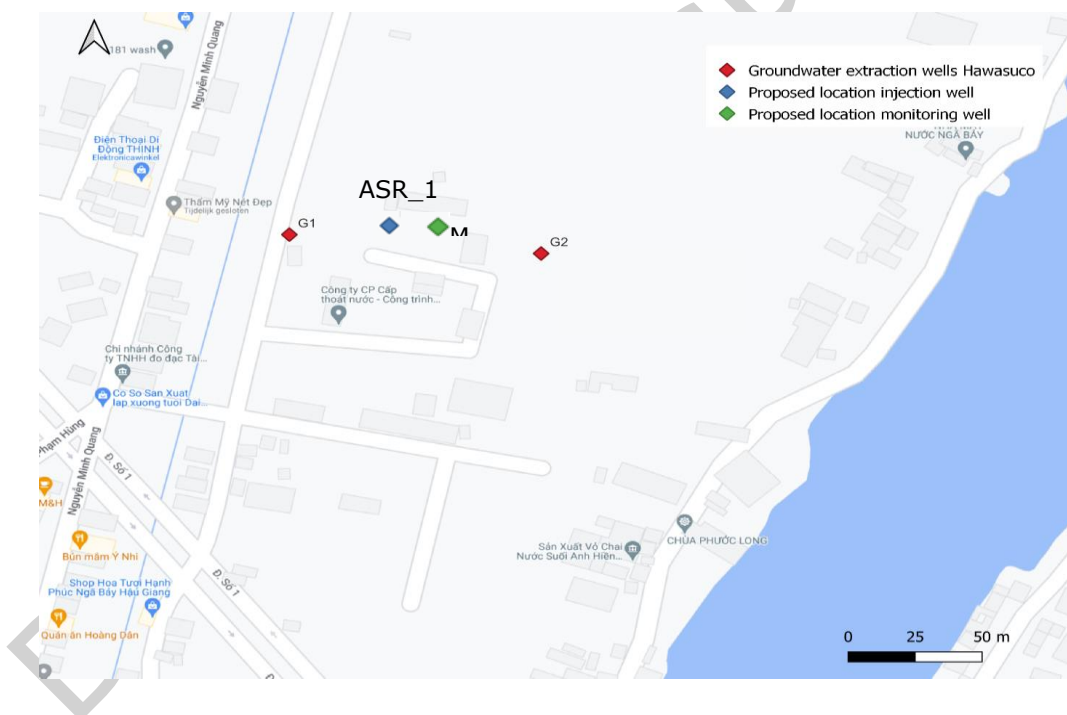 181 wash
Nguyễn Minh Quang
Groundwater extraction wells Hawasuco
Proposed location injection well
Proposed location monitoring well
NƯỚC NGÃ BẢY
Điện Thoại Di
Động THỊNH
Elektronicawinkel
Thẩm Mỹ Nét Đẹp
Tijdelijk gesloten
ASR_1
G1
M
G2
Công ty CP Cấp
thoát nước - Công trình...
Chi nhánh Công
ty TNHH đo đạc Tài...
Co So San Xuat
lap xuong tuoi Dai...
Phạm Hùng
Đ. Số 1
Nguyễn Minh Quang
M&H
Bún mắm Ý Nhi
Shop Hoa Tươi Hạnh
Phúc Ngã Bảy Hậu Giang
Quán ăn Hoàng Dân
Đ. Số 1
Sản Xuất Vỏ Chai
Nước Suối Anh Hiền...
CHÙA PHƯỚC LONG
0 25 50 m